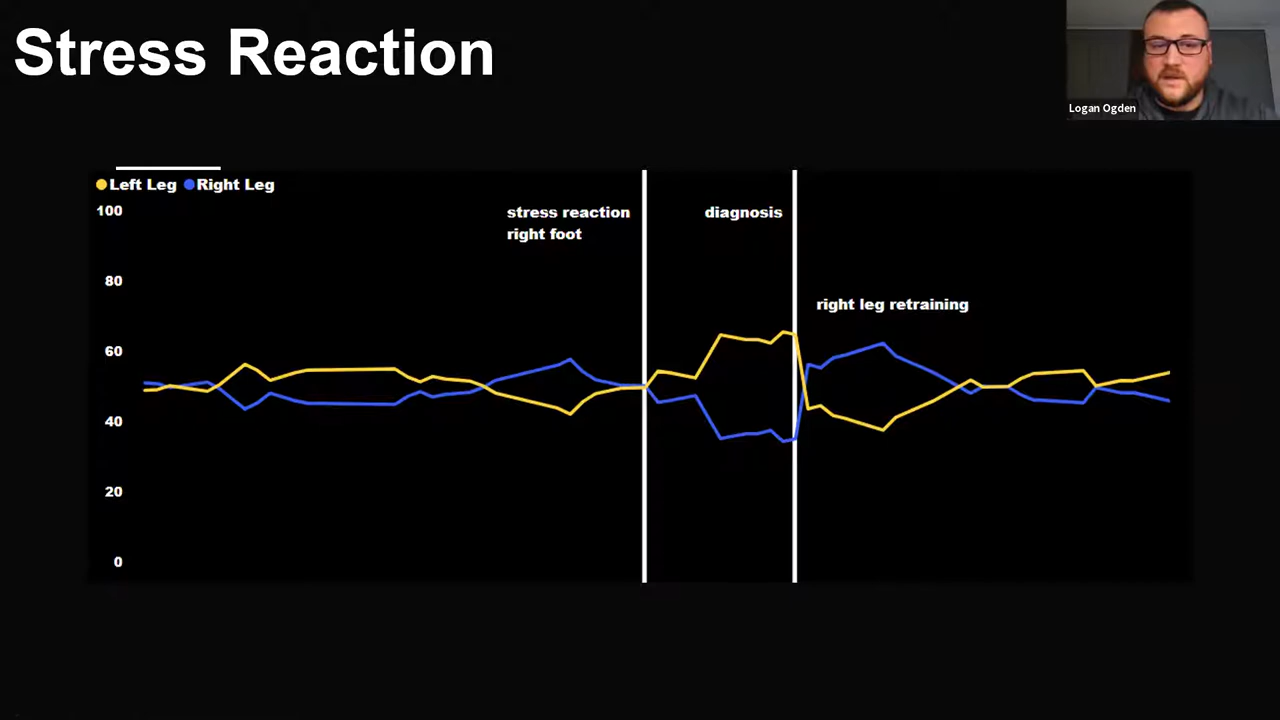 Stress Reaction
Logan Ogden
Left Leg Right Leg
100
stress reaction
right foot
diagnosis
80
right leg retraining
60
40
20
0